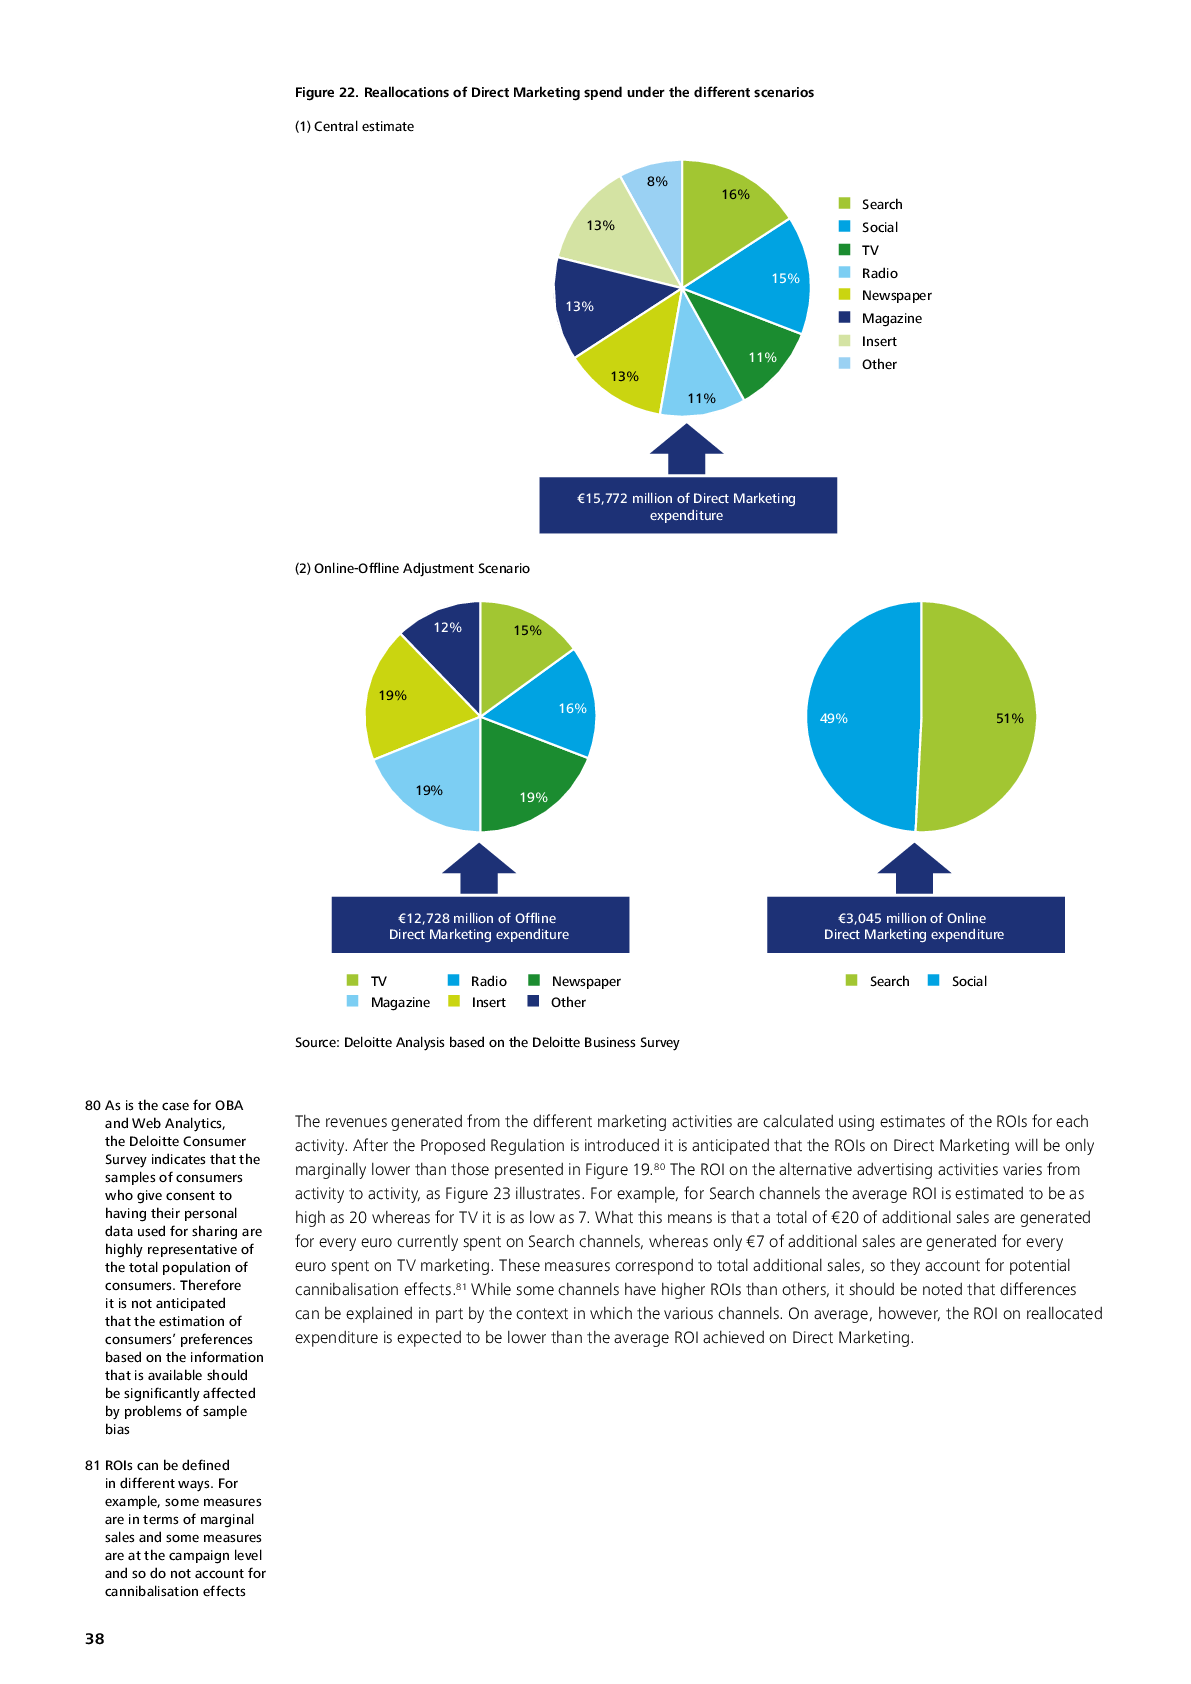 Figure 22. Reallocations of Direct Marketing spend under the different scenarios
(1) Central estimate
8%
16%
13%
15%
13%
11%
13%
11%
Search
Social
TV
Radio
Newspaper
Magazine
Insert
Other
€15,772 million of Direct Marketing
expenditure
(2) Online-Offline Adjustment Scenario
12%
15%
19%
16%
19%
19%
49%
51%
€12,728 million of Offline
Direct Marketing expenditure
€3,045 million of Online
Direct Marketing expenditure
TV Radio Newspaper
Magazine Insert Other
Search Social
Source: Deloitte Analysis based on the Deloitte Business Survey
The revenues generated from the different marketing activities are calculated using estimates of the ROIs for each
activity. After the Proposed Regulation is introduced it is anticipated that the ROIs on Direct Marketing will be only
marginally lower than those presented in Figure 19.⁸⁰ The ROI on the alternative advertising activities varies from
activity to activity, as Figure 23 illustrates. For example, for Search channels the average ROI is estimated to be as
high as 20 whereas for TV it is as low as 7. What this means is that a total of €20 of additional sales are generated
for every euro currently spent on Search channels, whereas only €7 of additional sales are generated for every
euro spent on TV marketing. These measures correspond to total additional sales, so they account for potential
cannibalisation effects.⁸¹ While some channels have higher ROIs than others, it should be noted that differences
can be explained in part by the context in which the various channels. On average, however, the ROI on reallocated
expenditure is expected to be lower than the average ROI achieved on Direct Marketing.
80 As is the case for OBA
and Web Analytics,
the Deloitte Consumer
Survey indicates that the
samples of consumers
who give consent to
having their personal
data used for sharing are
highly representative of
the total population of
consumers. Therefore
it is not anticipated
that the estimation of
consumers’ preferences
based on the information
that is available should
be significantly affected
by problems of sample
bias
81 ROIs can be defined
in different ways. For
example, some measures
are in terms of marginal
sales and some measures
are at the campaign level
and so do not account for
cannibalisation effects
38